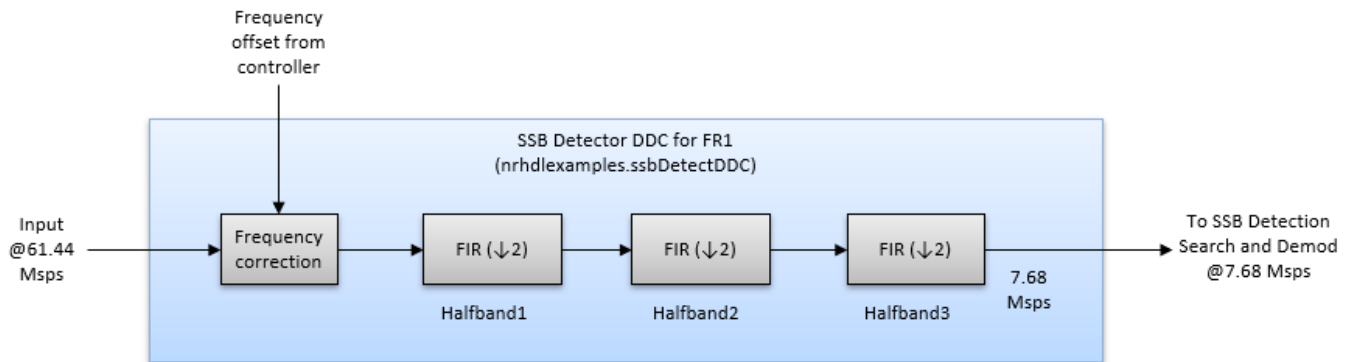 Frequency
offset from
controller
SSB Detector DDC for FR1
(nrhdlexamples.ssbDetectDDC)
Input
@61.44
Msps
Frequency
correction
FIR (↓2)
FIR (↓2)
FIR (↓2)
Halfband1
Halfband2
Halfband3
7.68
Msps
To SSB Detection
Search and Demod
@7.68 Msps